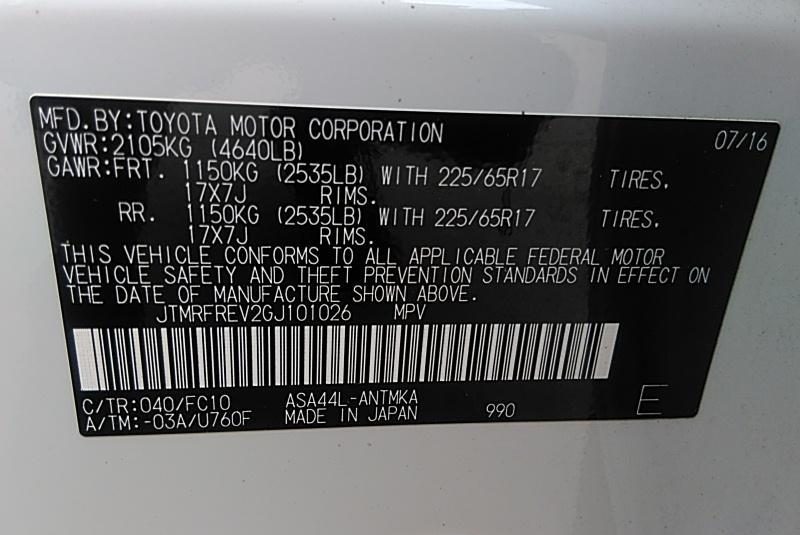 MFD.BY:TOYOTA MOTOR CORPORATION 07/16
GVWR:2105KG (4640LB)
GAWR:FRT. 1150KG (2535LB) WITH 225/65R17 TIRES,
17X7J RIMS.
RR. 1150KG (2535LB) WITH 225/65R17 TIRES,
17X7J RIMS.
THIS VEHICLE CONFORMS TO ALL APPLICABLE FEDERAL MOTOR
VEHICLE SAFETY AND THEFT PREVENTION STANDARDS IN EFFECT ON
THE DATE OF MANUFACTURE SHOWN ABOVE.
JTMRFREV2GJ101026 MPV
C/TR:040/FC10 ASA44L-ANTMKA
A/TM:-03A/U760F MADE IN JAPAN 990 E